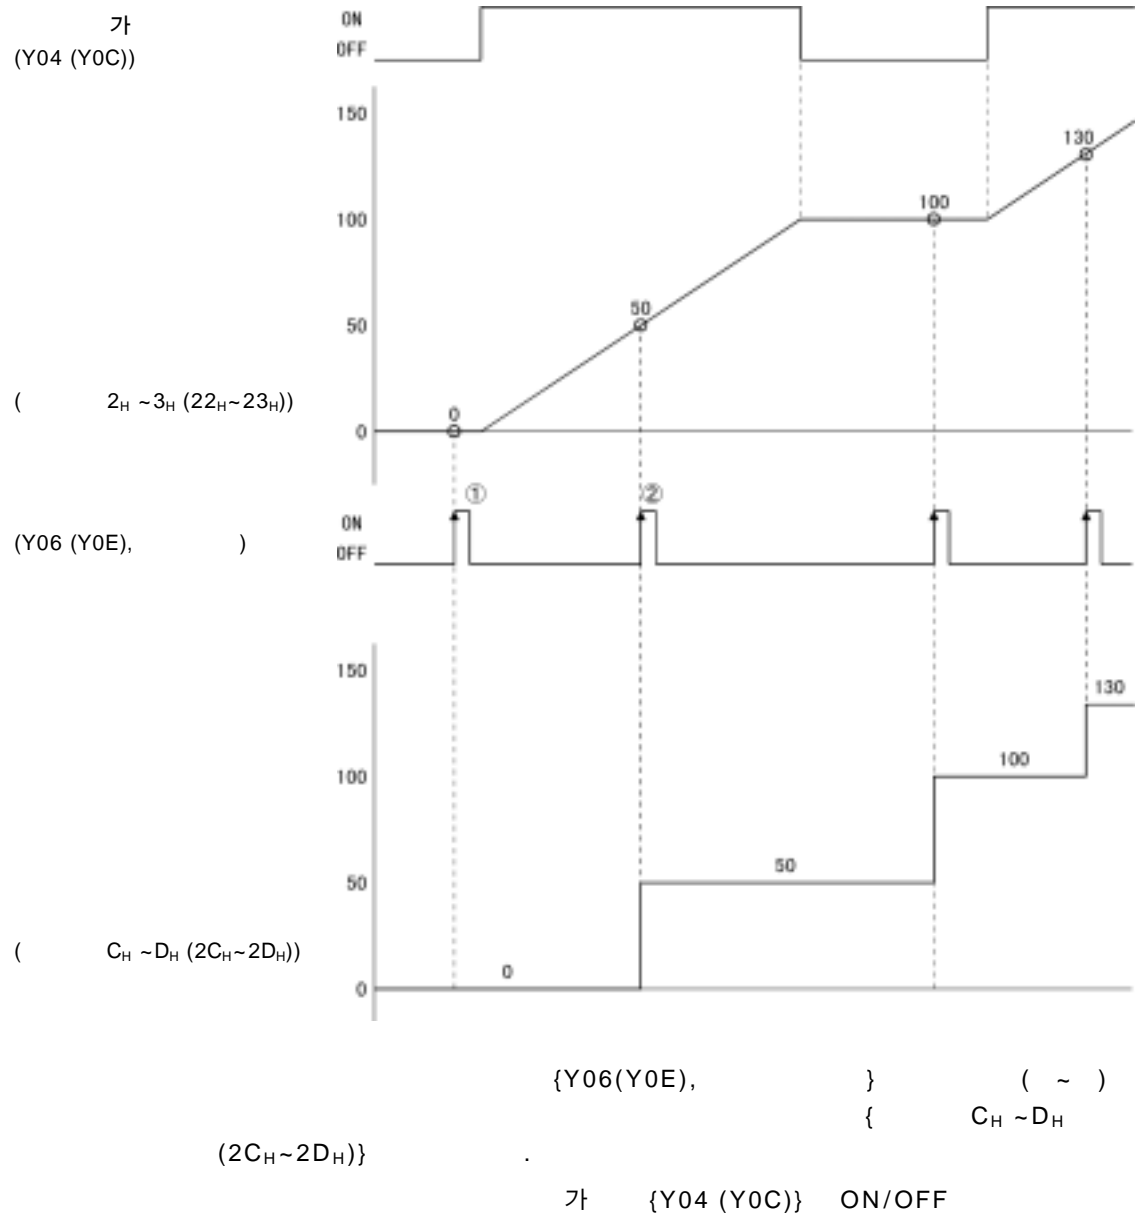 ON
가
OFF
(Y04 (Y0C))
150
130
100
100
50
50
( 2H ~3H (22H~23H))
0
0
① ②
ON
(Y06 (Y0E), )
OFF
150
130
100
100
50
50
( CH ~DH (2CH~2DH))
0
0
{Y06(Y0E), } ( ~ )
{ CH ~DH
(2CH~2DH)} .
가 {Y04 (Y0C)} ON/OFF